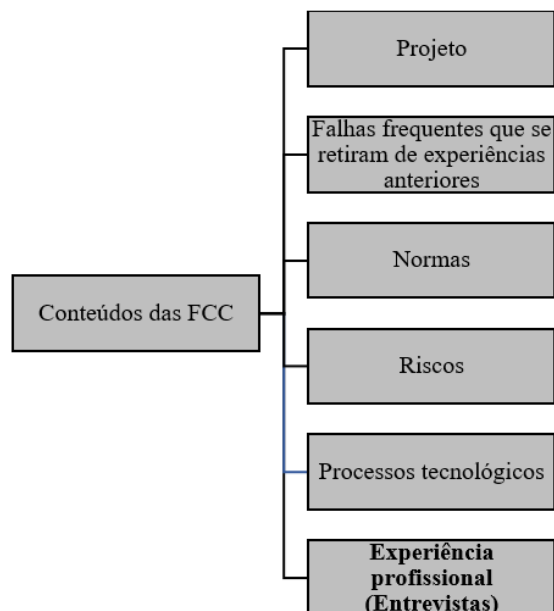 Projeto
Falhas frequentes que se
retiram de experiências
anteriores
Normas
Conteúdos das FCC
Riscos
Processos tecnológicos
Experiência
profissional
(Entrevistas)